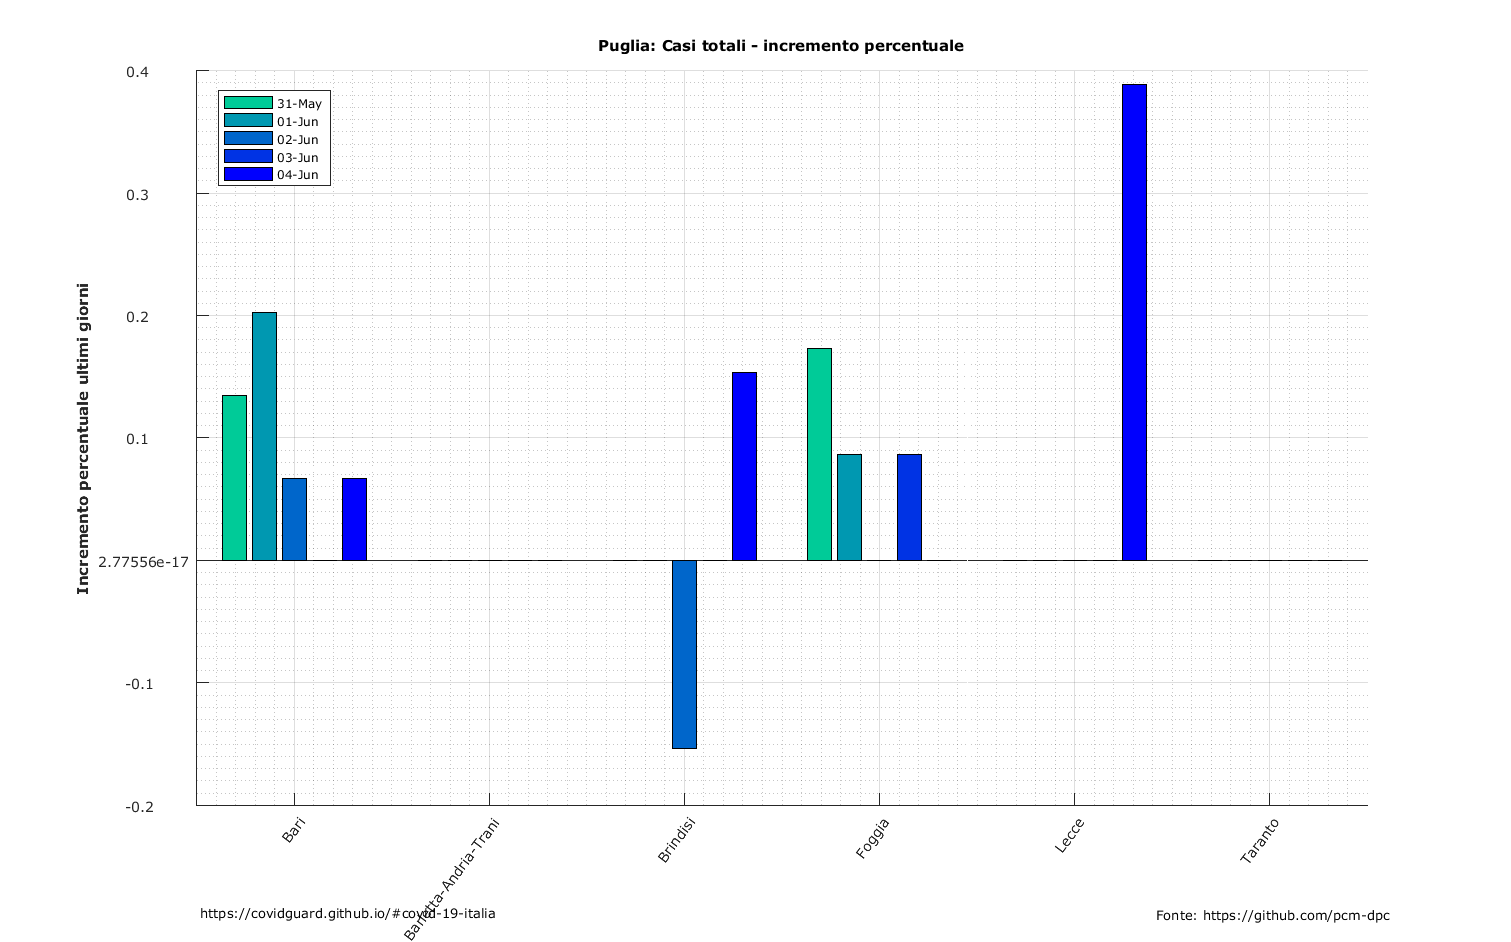 Puglia: Casi totali - incremento percentuale
Incremento percentuale ultimi giorni
0.4
0.3
0.2
0.1
2.77556e-17
-0.1
-0.2
31-May
01-Jun
02-Jun
03-Jun
04-Jun
Bari
Barletta-Andria-Trani
Brindisi
Foggia
Lecce
Taranto
https://covidguard.github.io/#covid-19-italia
Fonte: https://github.com/pcm-dpc